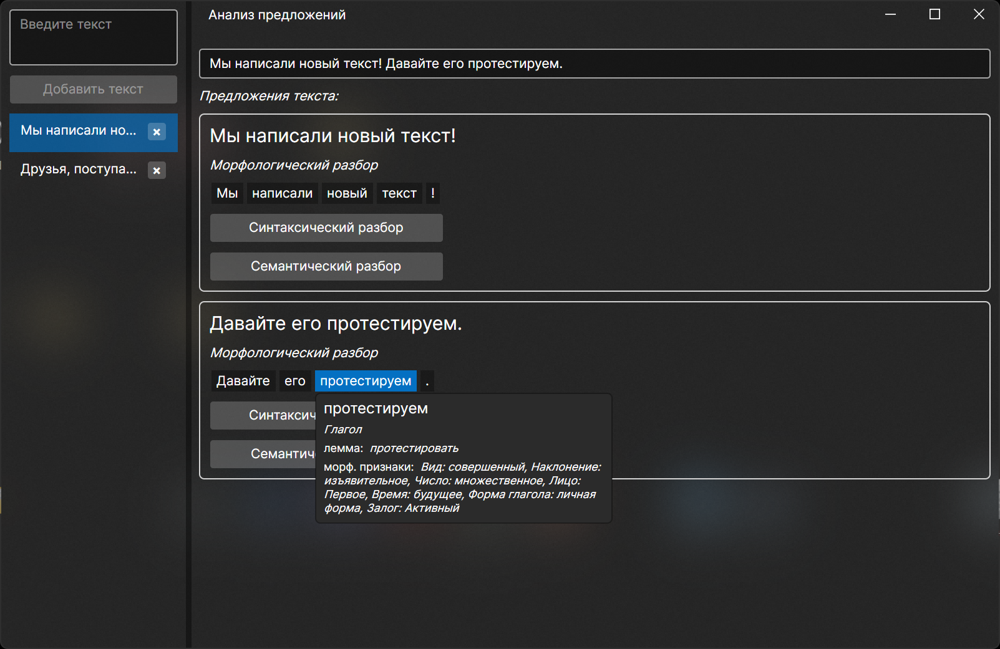 Введите текст
Добавить текст
Мы написали но...
Друзья, поступа...
Анализ предложений
Мы написали новый текст! Давайте его протестируем.
Предложения текста:
Мы написали новый текст!
Морфологический разбор
Мы написали новый текст !
Синтаксический разбор
Семантический разбор
Давайте его протестируем.
Морфологический разбор
Давайте его протестируем .
Синтаксич
Семантич
протестируем
Глагол
лемма: протестировать
морф. признаки: Вид: совершенный, Наклонение:
изъявительное, Число: множественное, Лицо:
Первое, Время: будущее, Форма глагола: личная
форма, Залог: Активный